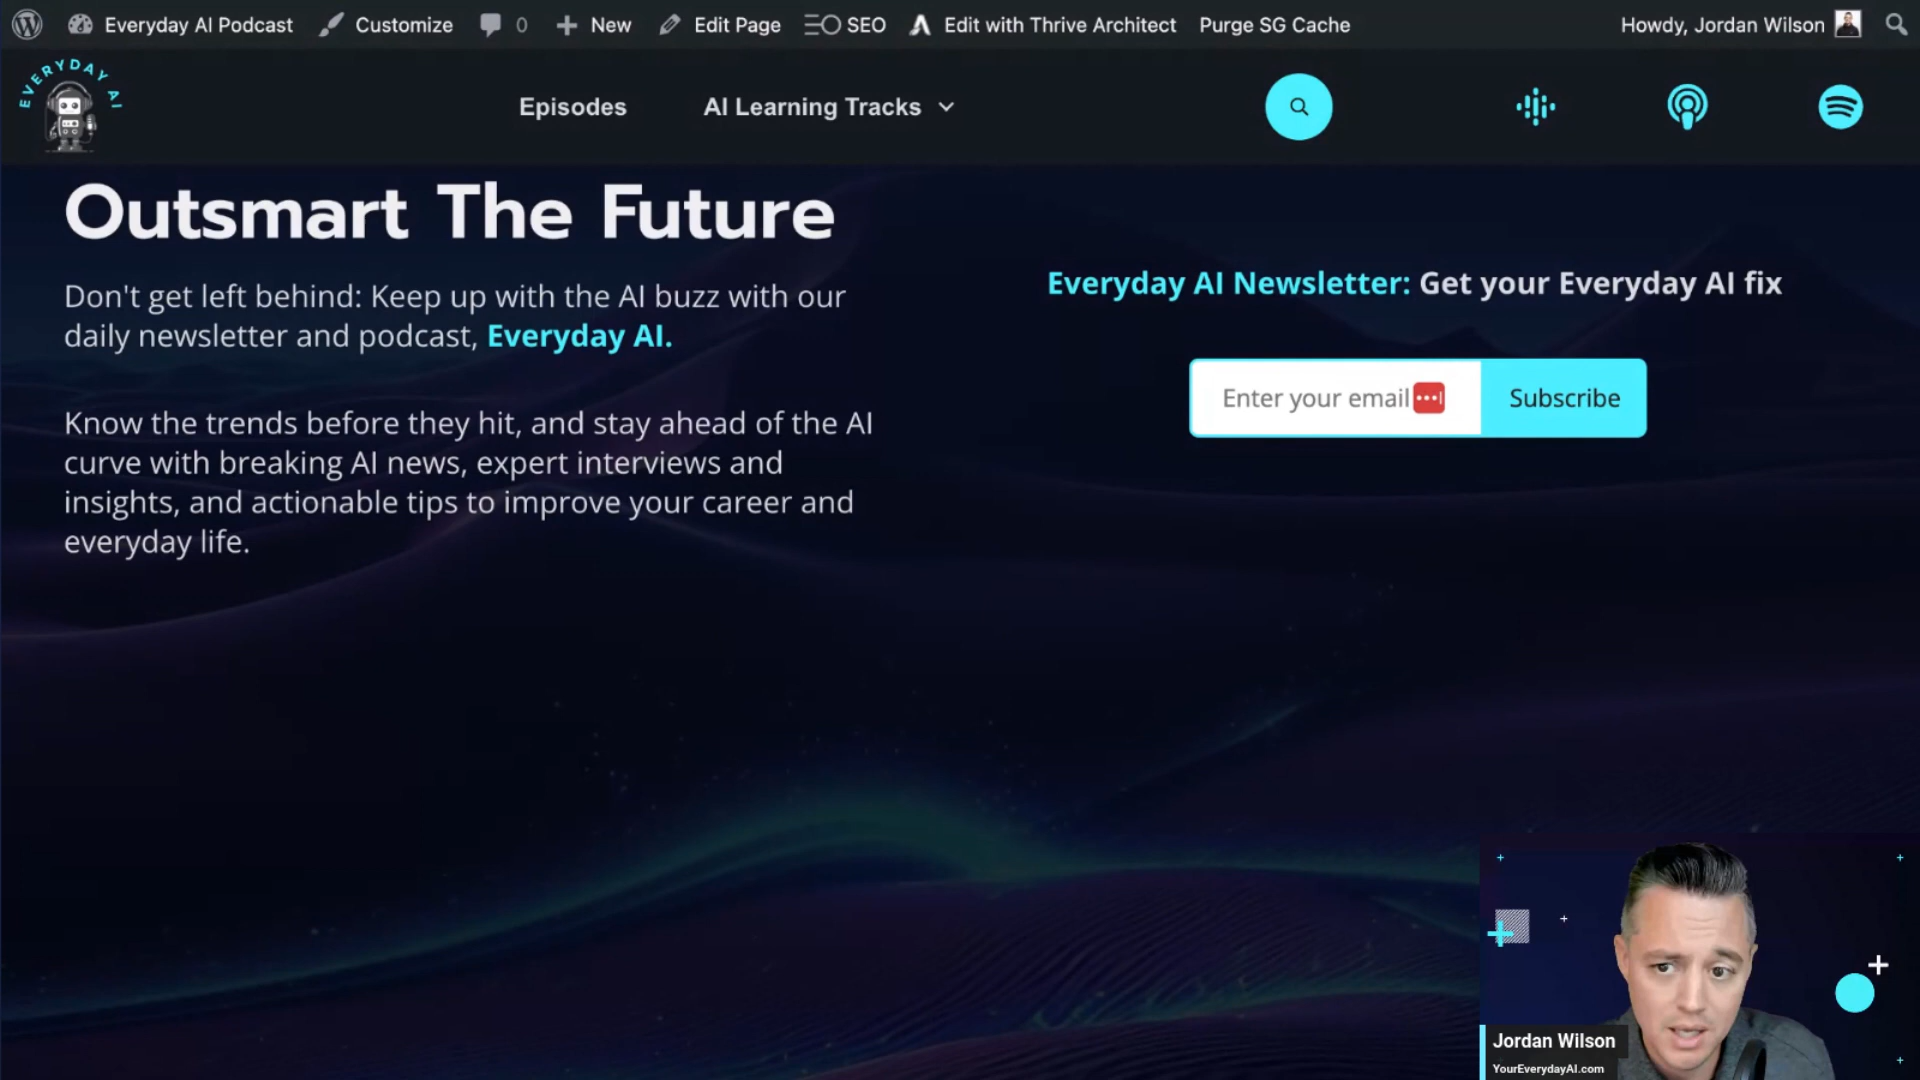 Everyday AI Podcast Customize 0 New Edit Page SEO Edit with Thrive Architect Purge SG Cache Howdy, Jordan Wilson
EVERYDAY AI
Episodes AI Learning Tracks
Outsmart The Future
Don't get left behind: Keep up with the AI buzz with our
daily newsletter and podcast, Everyday AI.
Know the trends before they hit, and stay ahead of the AI
curve with breaking AI news, expert interviews and
insights, and actionable tips to improve your career and
everyday life.
Everyday AI Newsletter: Get your Everyday AI fix
Enter your email Subscribe
Jordan Wilson
YourEverydayAI.com